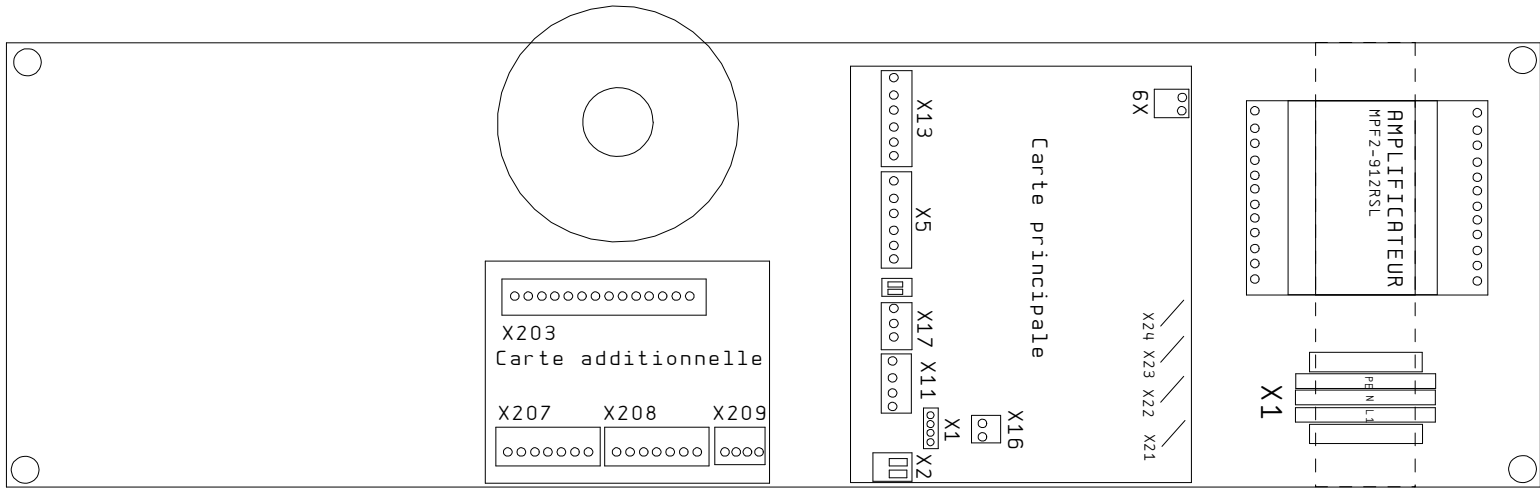 X13
X5
X17
X11
X1
X2
X16
X9
Carte principale
X24
X23
X22
X21
AMPLIFICATEUR
MPF2-912RSL
X1
PE
N
L1
X203
Carte additionnelle
X207
X208
X209